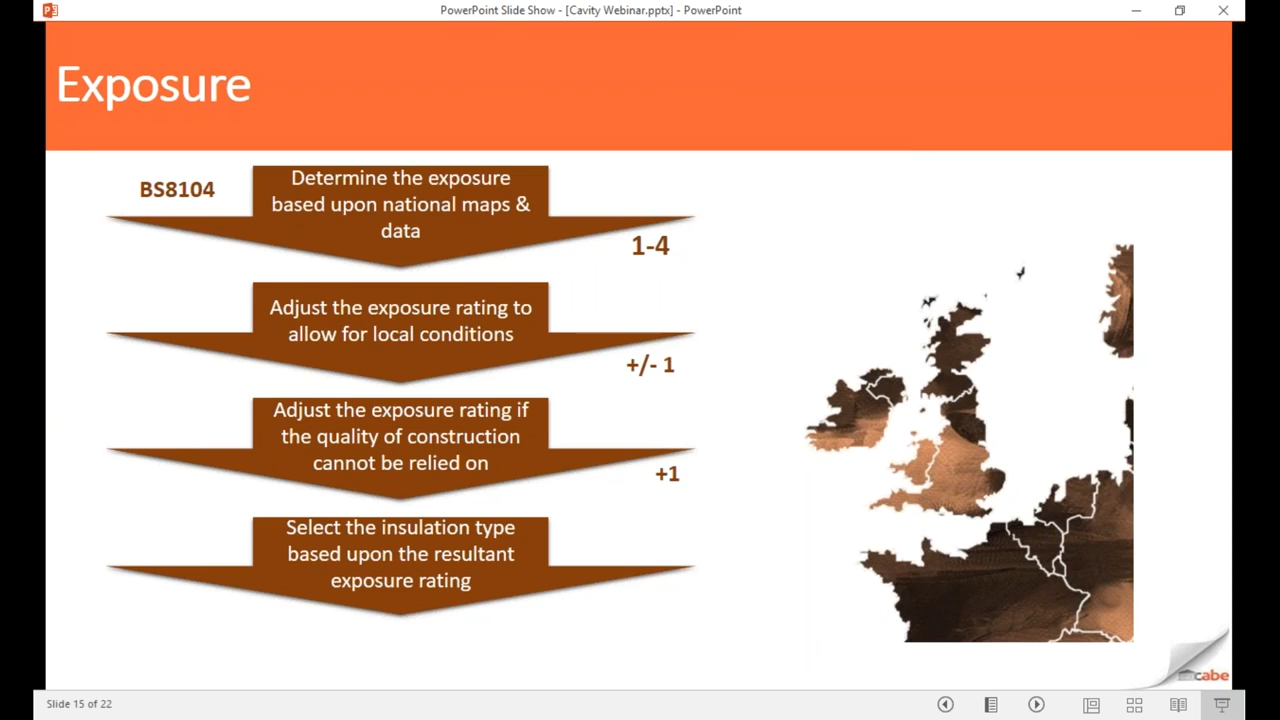 PowerPoint Slide Show - [Cavity Webinar.pptx] - PowerPoint
Exposure
BS8104
Determine the exposure
based upon national maps &
data
1-4
Adjust the exposure rating to
allow for local conditions
+/- 1
Adjust the exposure rating if
the quality of construction
cannot be relied on
+1
Select the insulation type
based upon the resultant
exposure rating
cabe
Slide 15 of 22